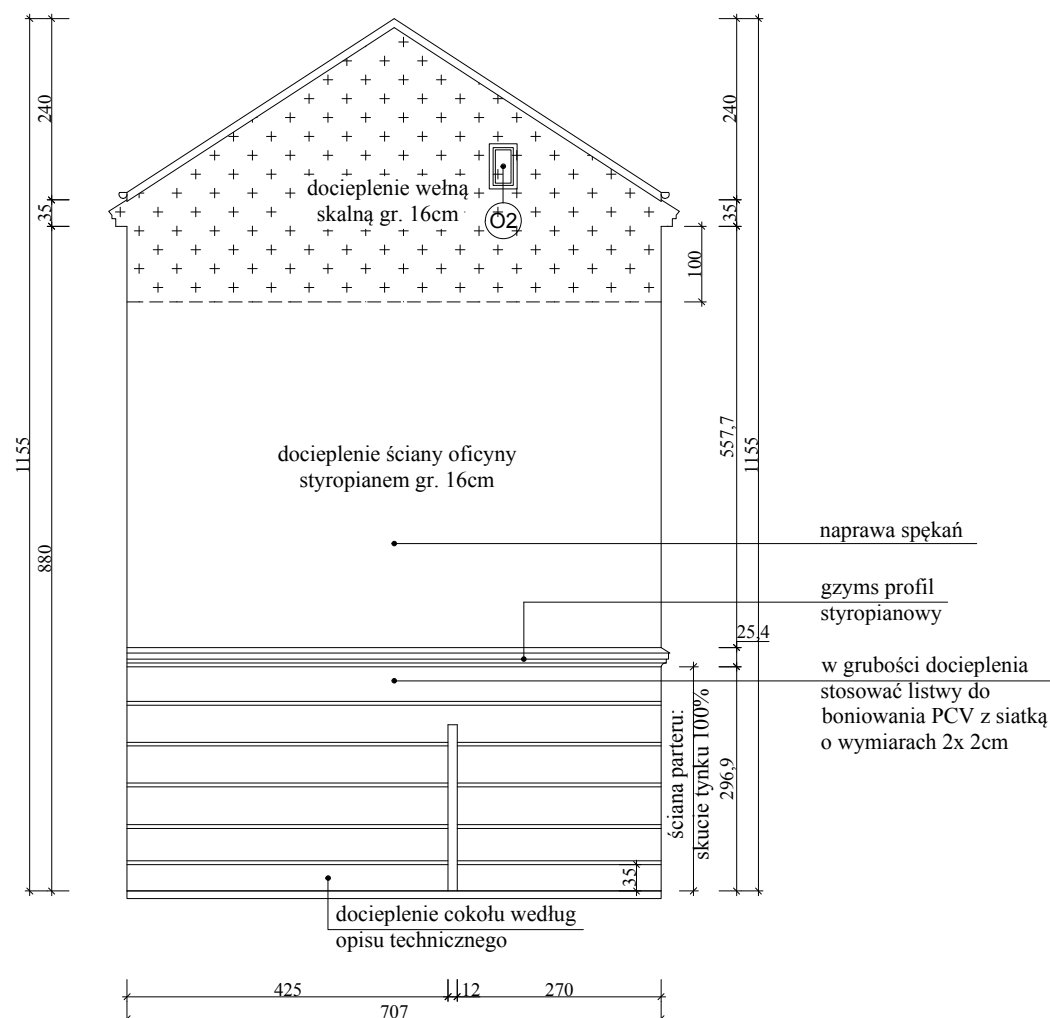 240
240
docieplenie wełną
skalną gr. 16cm
O2
35
35
100
1155
docieplenie ściany oficyny
styropianem gr. 16cm
557,7
1155
880
naprawa spękań
gzyms profil
styropianowy
25,4
w grubości docieplenia
stosować listwy do
boniowania PCV z siatką
o wymiarach 2x 2cm
ściana parteru:
skucie tynku 100%
296,9
35
docieplenie cokołu według
opisu technicznego
425
12
270
707